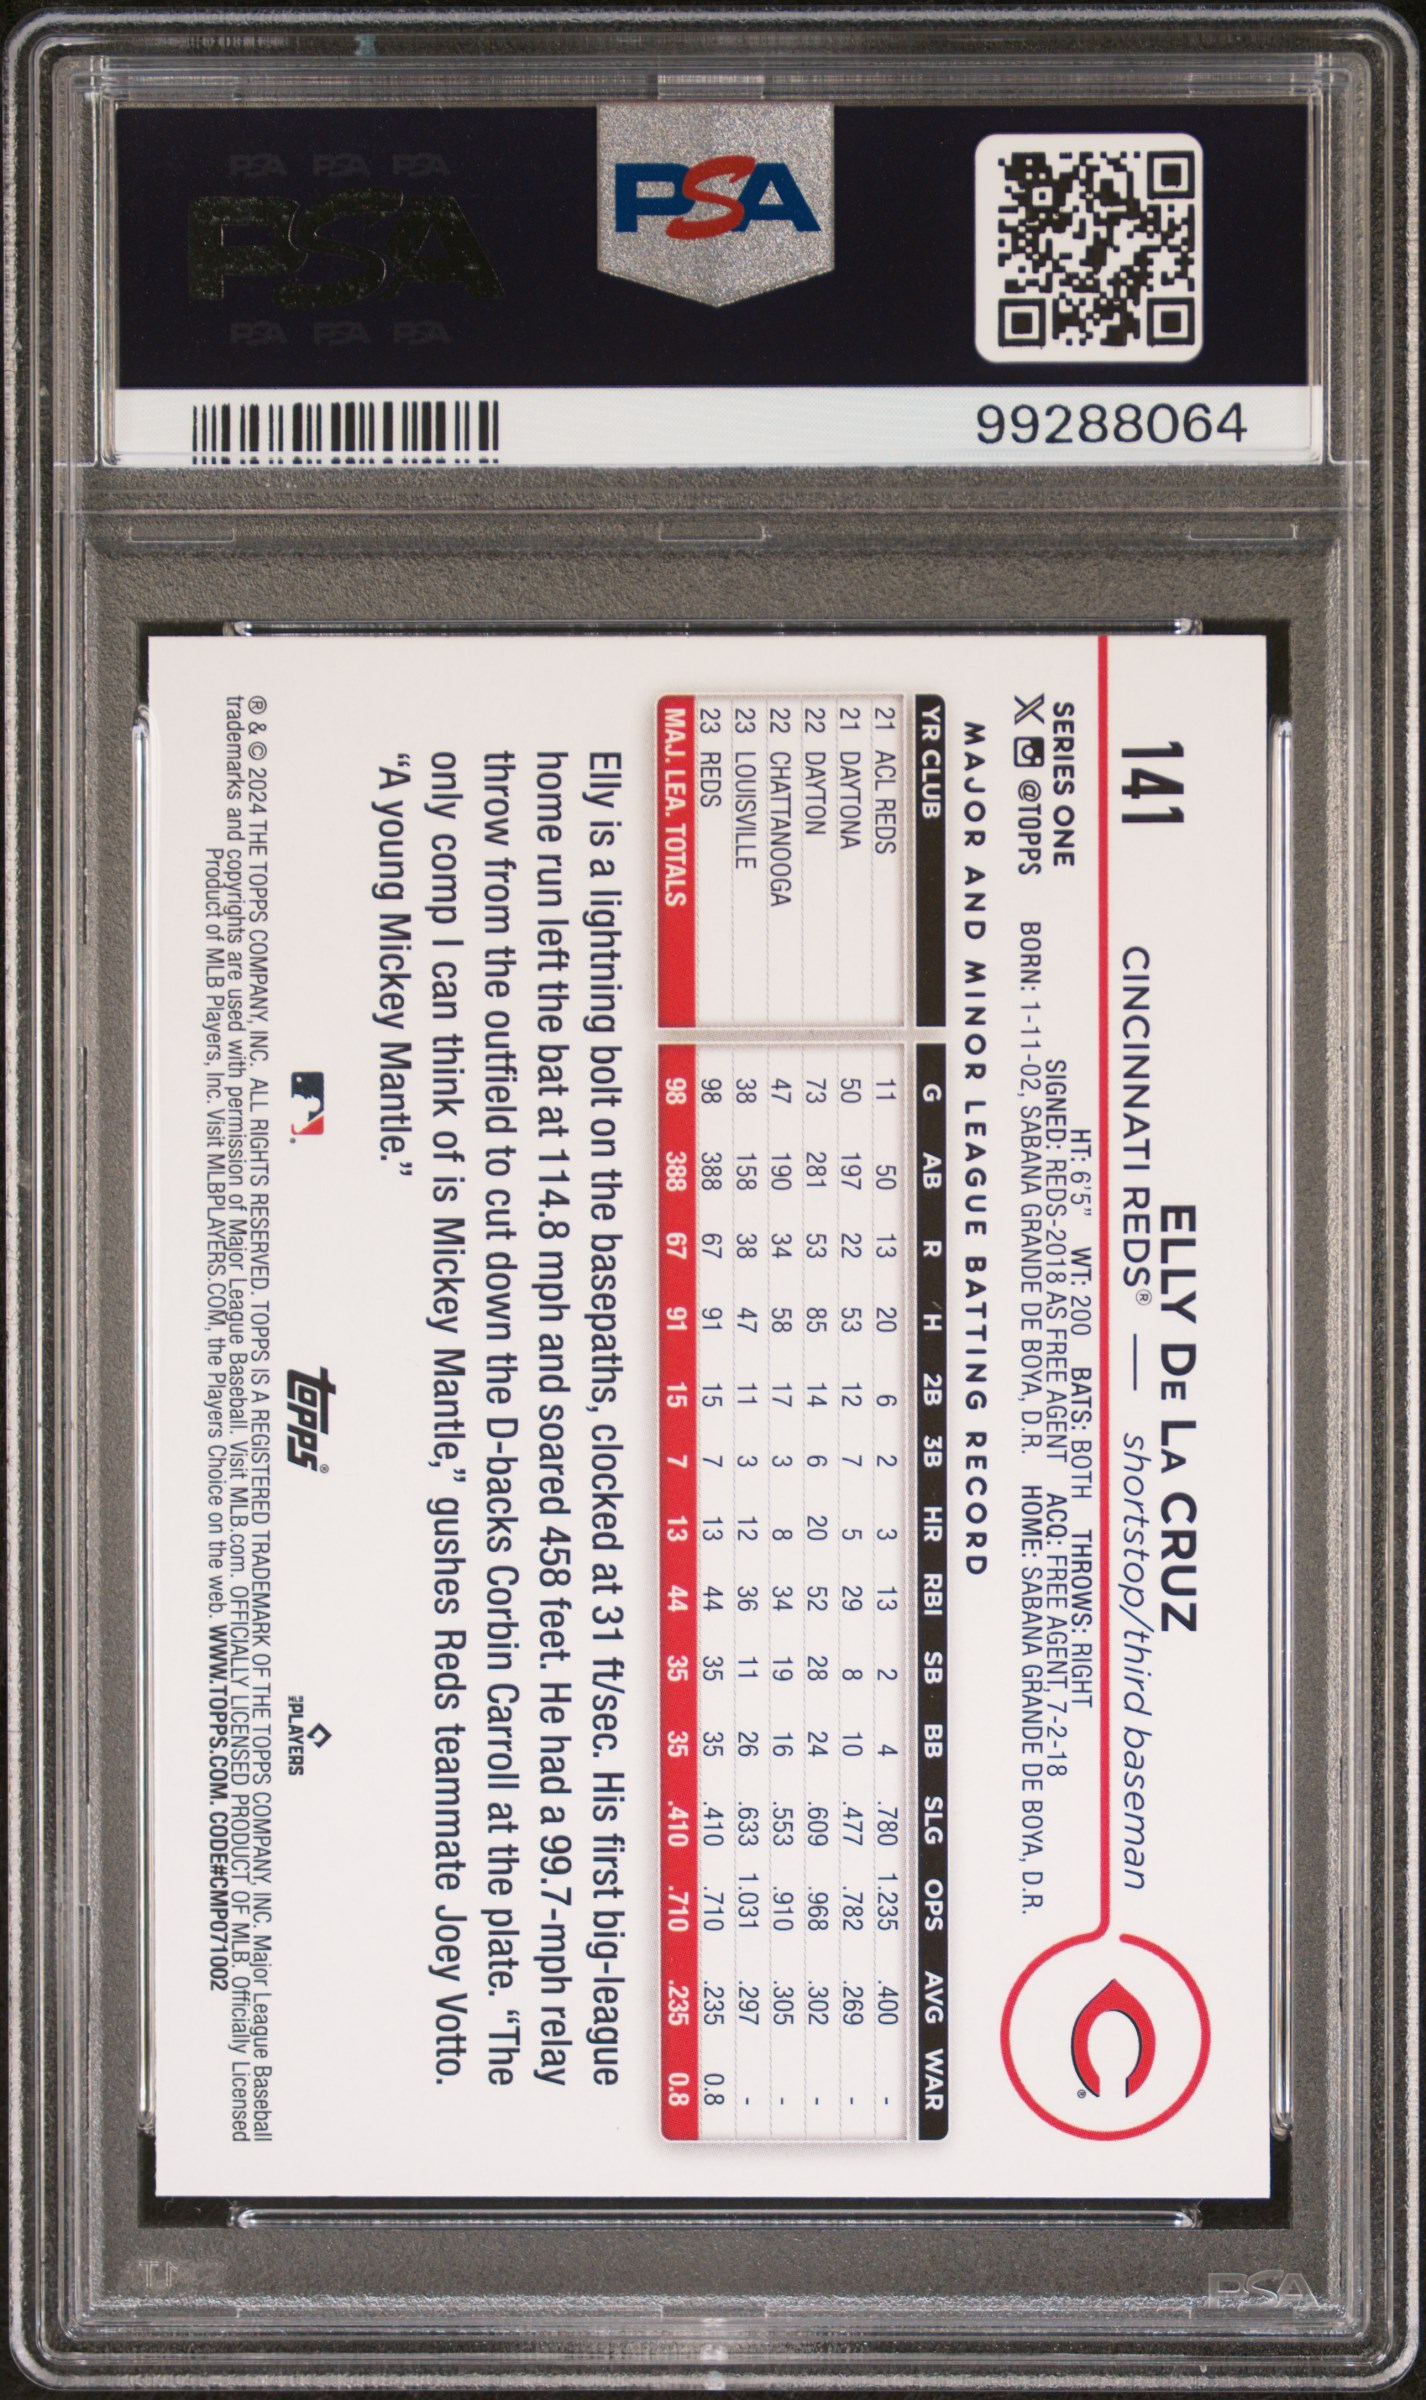 PSA PSA PSA
PSA
PSA PSA PSA
PSA
99288064
141
ELLY DE LA CRUZ
CINCINNATI REDS® — shortstop/third baseman
SERIES ONE
@TOPPS
HT: 6'5" WT: 200 BATS: BOTH THROWS: RIGHT
SIGNED: REDS-2018 AS FREE AGENT ACQ: FREE AGENT, 7-2-18
BORN: 1-11-02, SABANA GRANDE DE BOYA, D.R. HOME: SABANA GRANDE DE BOYA, D.R.
MAJOR AND MINOR LEAGUE BATTING RECORD
YR CLUB G AB R H 2B 3B HR RBI SB BB SLG OPS AVG WAR
21 ACL REDS 11 50 13 20 6 2 3 13 2 4 .780 1.235 .400 -
21 DAYTONA 50 197 22 53 12 7 5 29 8 10 .477 .782 .269 -
22 DAYTON 73 281 53 85 14 6 20 52 28 24 .609 .968 .302 -
22 CHATTANOOGA 47 190 34 58 17 3 8 34 19 16 .553 .910 .305 -
23 LOUISVILLE 38 158 38 47 11 3 12 36 11 26 .633 1.031 .297 -
23 REDS 98 388 67 91 15 7 13 44 35 35 .410 .710 .235 0.8
MAJ. LEA. TOTALS 98 388 67 91 15 7 13 44 35 35 .410 .710 .235 0.8
Elly is a lightning bolt on the basepaths, clocked at 31 ft/sec. His first big-league
home run left the bat at 114.8 mph and soared 458 feet. He had a 99.7-mph relay
throw from the outfield to cut down the D-backs Corbin Carroll at the plate. “The
only comp I can think of is Mickey Mantle,” gushes Reds teammate Joey Votto.
“A young Mickey Mantle.”
topps®
PLAYERS
® & © 2024 THE TOPPS COMPANY, INC. ALL RIGHTS RESERVED. TOPPS IS A REGISTERED TRADEMARK OF THE TOPPS COMPANY, INC. Major League Baseball
trademarks and copyrights are used with permission of Major League Baseball. Visit MLB.com. OFFICIALLY LICENSED PRODUCT OF MLB. Officially Licensed
Product of MLB Players, Inc. Visit MLBPLAYERS.COM, the Players Choice on the web. WWW.TOPPS.COM. CODE#CMP071002
PSA